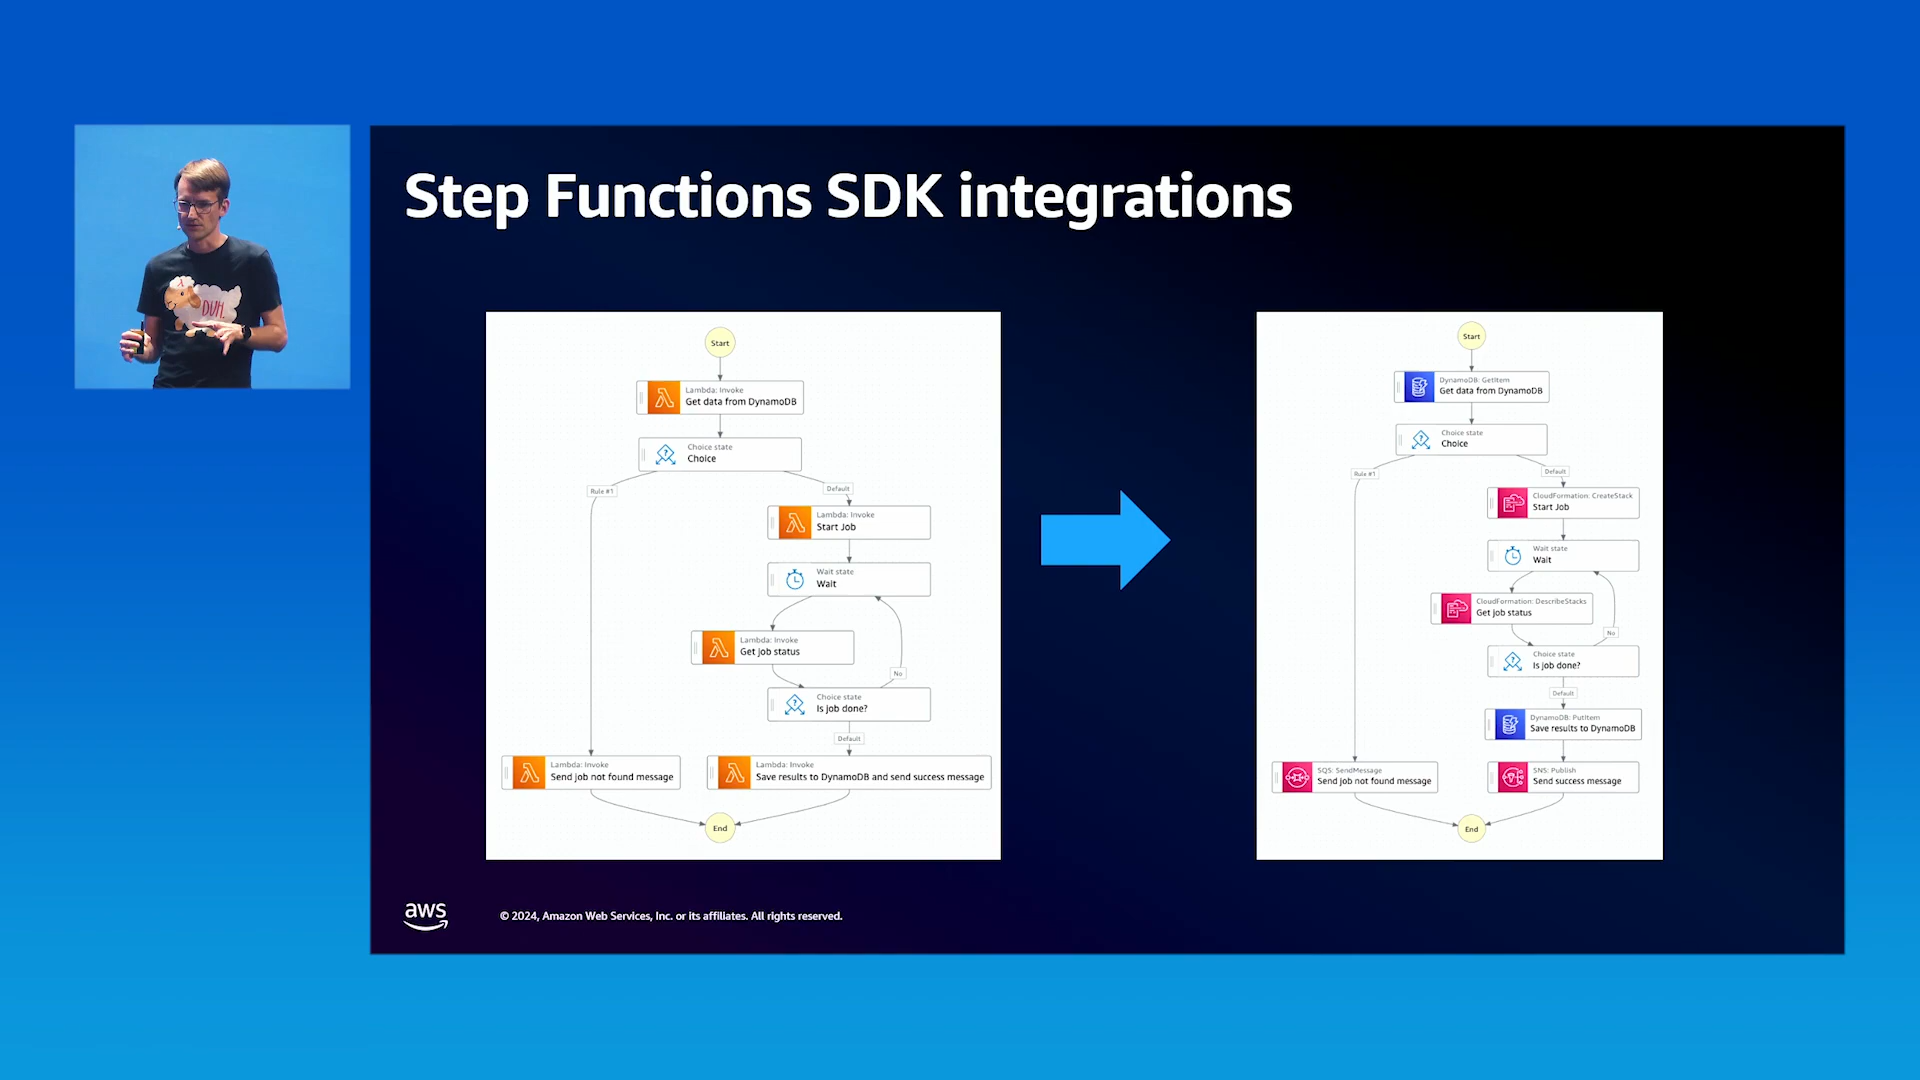 DUH.
Step Functions SDK integrations
Start
Lambda: Invoke
Get data from DynamoDB
Choice state
Choice
Rule #1
Default
Lambda: Invoke
Start Job
Wait state
Wait
Lambda: Invoke
Get job status
No
Choice state
Is job done?
Default
Lambda: Invoke
Send job not found message
Lambda: Invoke
Save results to DynamoDB and send success message
End
Start
DynamoDB: GetItem
Get data from DynamoDB
Choice state
Choice
Rule #1
Default
CloudFormation: CreateStack
Start Job
Wait state
Wait
CloudFormation: DescribeStacks
Get job status
No
Choice state
Is job done?
Default
DynamoDB: PutItem
Save results to DynamoDB
SQS: SendMessage
Send job not found message
SNS: Publish
Send success message
End
aws
© 2024, Amazon Web Services, Inc. or its affiliates. All rights reserved.